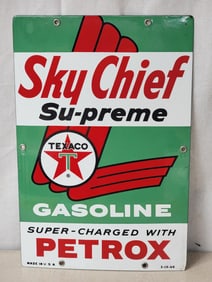 Sky Chief
Su-preme
TEXACO
T
GASOLINE
SUPER-CHARGED WITH
PETROX
MADE IN U.S.A.